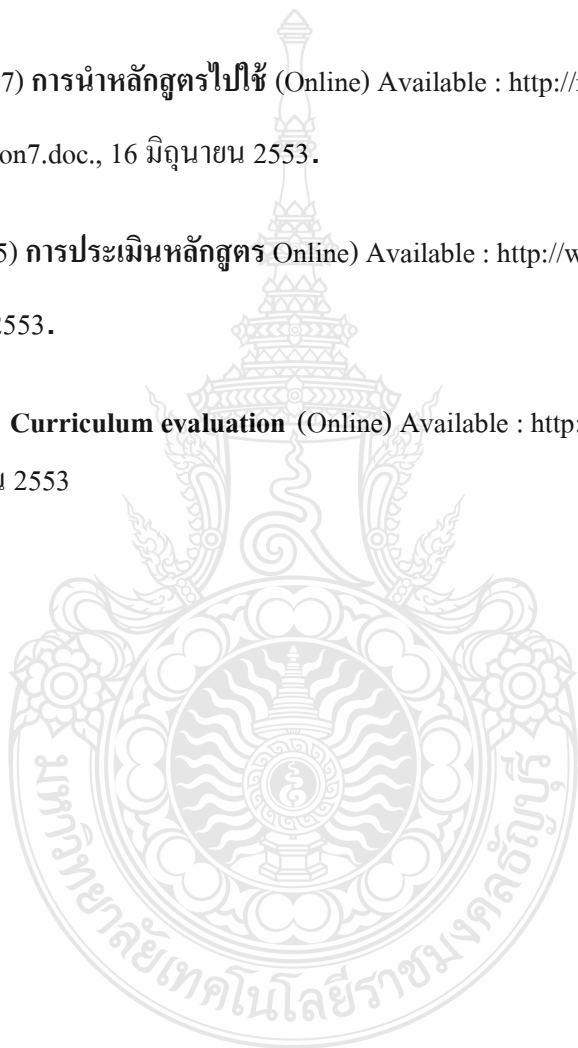 7) การนำหลักสูตรไปใช้ (Online) Available : http://
on7.doc., 16 มิถุนายน 2553.
5) การประเมินหลักสูตร Online) Available : http://w
2553.
Curriculum evaluation (Online) Available : http:
น 2553
มหาวิทยาลัยเทคโนโลยีราชมงคลธัญบุรี